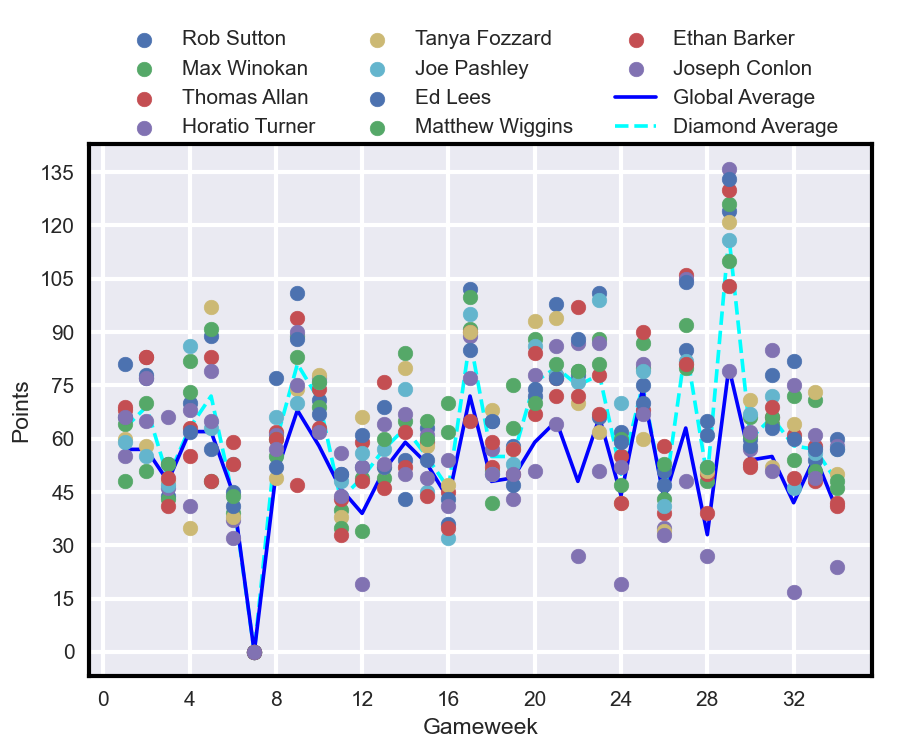 Rob Sutton Tanya Fozzard Ethan Barker
Max Winokan Joe Pashley Joseph Conlon
Thomas Allan Ed Lees Global Average
Horatio Turner Matthew Wiggins Diamond Average
135
120
105
90
75
60
45
30
15
0
Points
0 4 8 12 16 20 24 28 32
Gameweek